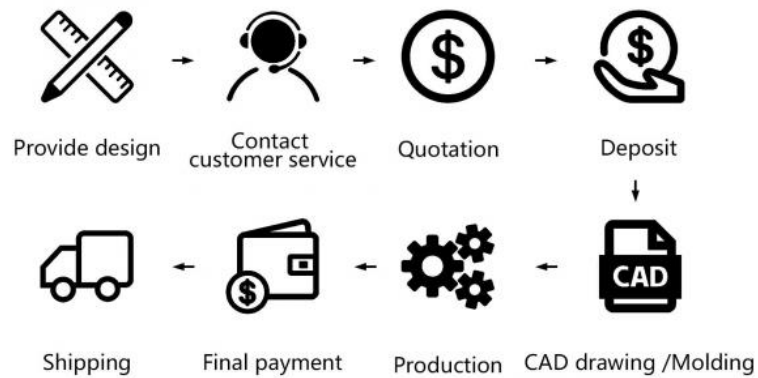 $
$
Provide design
Contact
customer service
Quotation
Deposit
CAD
$
Shipping
Final payment
Production
CAD drawing /Molding